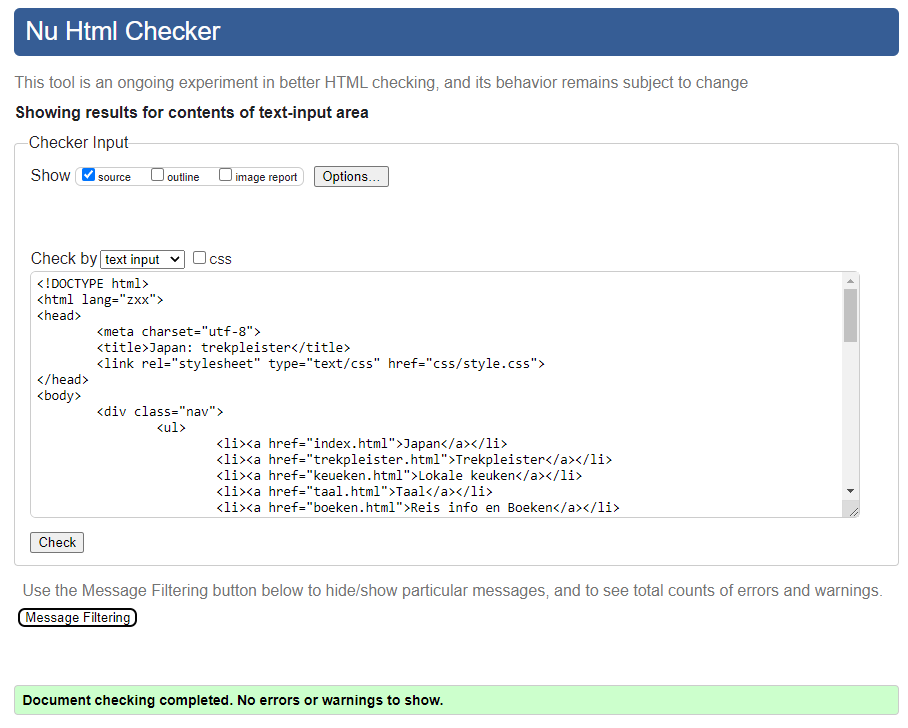 Nu Html Checker
This tool is an ongoing experiment in better HTML checking, and its behavior remains subject to change
Showing results for contents of text-input area
Checker Input
Show source outline image report Options...
Check by text input css
<!DOCTYPE html>
<html lang="zxx">
<head>
<meta charset="utf-8">
<title>Japan: trekpleister</title>
<link rel="stylesheet" type="text/css" href="css/style.css">
</head>
<body>
<div class="nav">
<ul>
<li><a href="index.html">Japan</a></li>
<li><a href="trekpleister.html">Trekpleister</a></li>
<li><a href="keueken.html">Lokale keuken</a></li>
<li><a href="taal.html">Taal</a></li>
<li><a href="boeken.html">Reis info en Boeken</a></li>
Check
Use the Message Filtering button below to hide/show particular messages, and to see total counts of errors and warnings.
Message Filtering
Document checking completed. No errors or warnings to show.